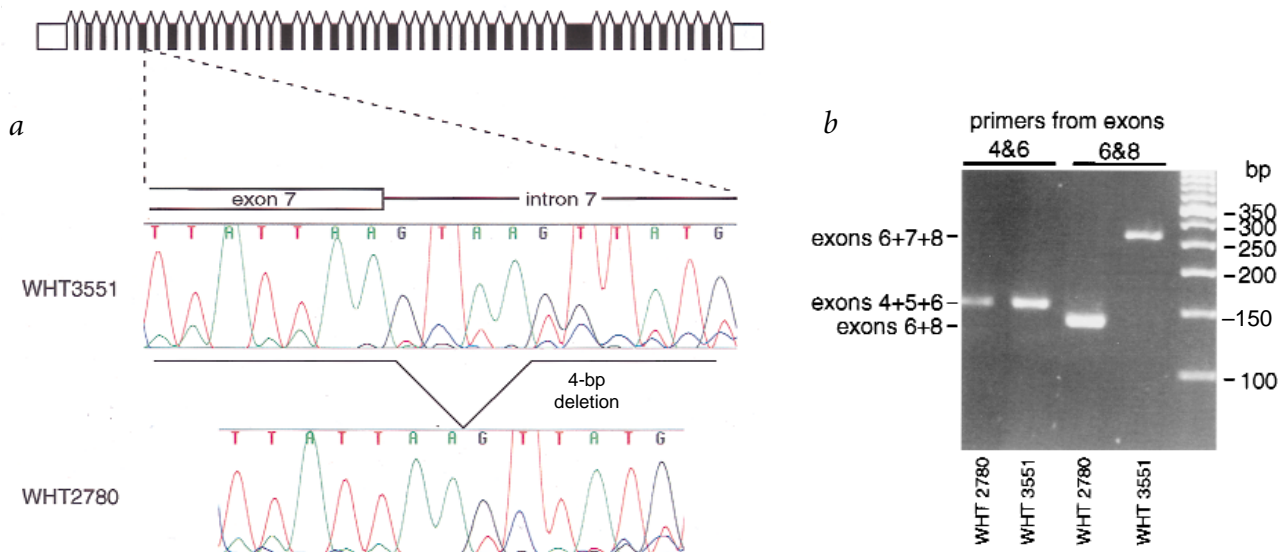 a
exon 7
intron 7
T T A T T A A G T A A G T T A T G
WHT3551
4-bp
deletion
T T A T T A A G T T A T G
WHT2780
b
primers from exons
4&6 6&8
bp
350
300
250
200
150
100
exons 6+7+8
exons 4+5+6
exons 6+8
WHT 2780
WHT 3551
WHT 2780
WHT 3551